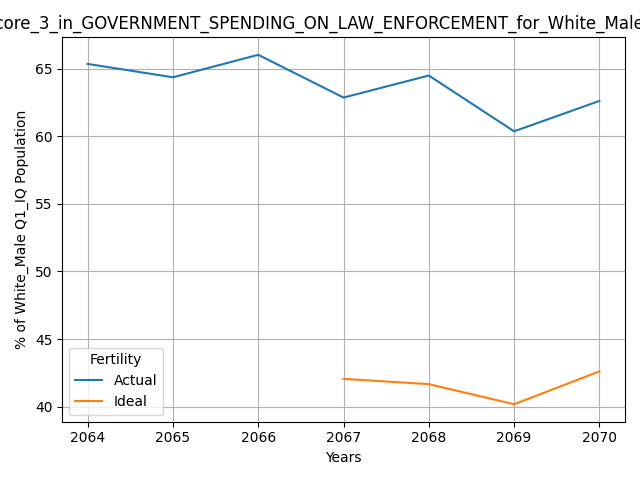 core_3_in_GOVERNMENT_SPENDING_ON_LAW_ENFORCEMENT_for_White_Male
% of White_Male Q1_IQ Population
65
60
55
50
45
40
Fertility
Actual
Ideal
2064 2065 2066 2067 2068 2069 2070
Years